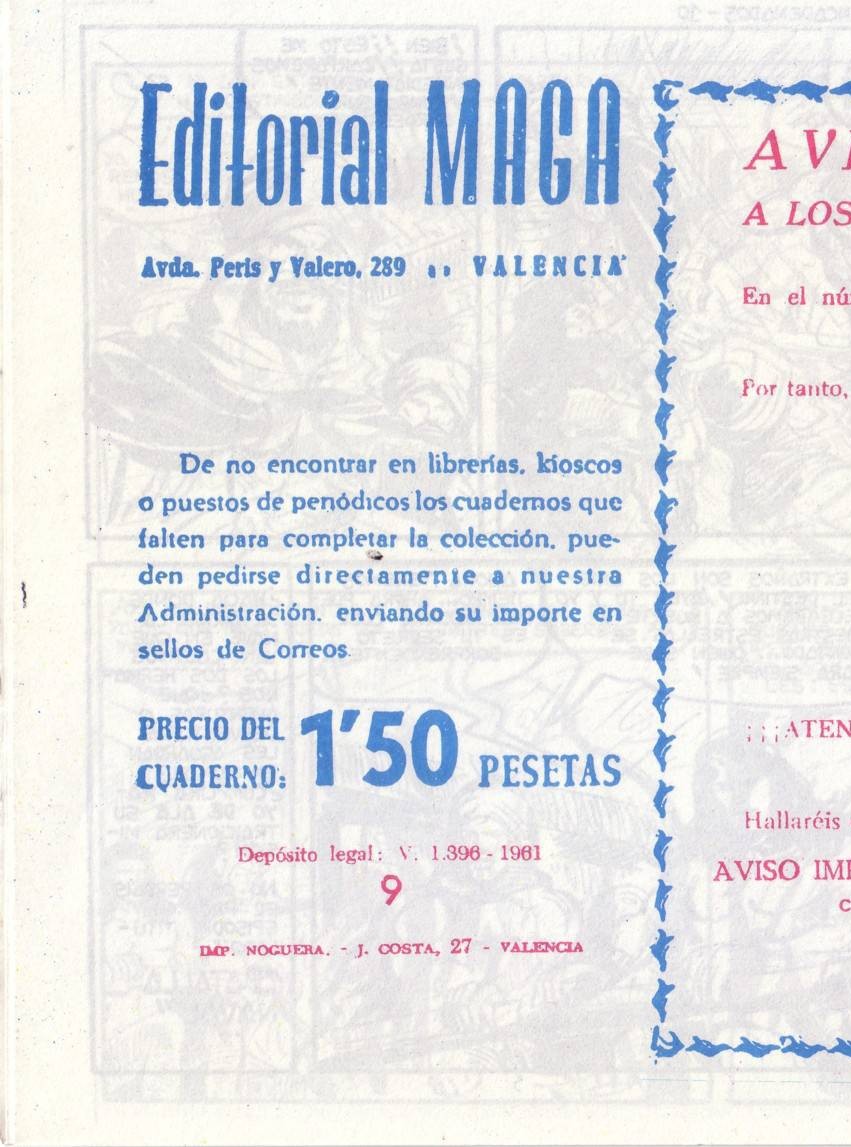 Editorial MAGA
Avda. Peris y Valero, 289 .. VALENCIA
De no encontrar en librerías, kioscos
o puestos de penódicos los cuadernos que
falten para completar la colección, pue-
den pedirse directamente a nuestra
Administración, enviando su importe en
sellos de Correos.
PRECIO DEL
CUADERNO:
1'50 PESETAS
Depósito legal: V. 1.396 - 1961
9
IMP. NOGUERA. - J. COSTA, 27 - VALENCIA
A LOS
En el
Por tanto,
¡¡¡ATEN
Hallaréis
AVISO